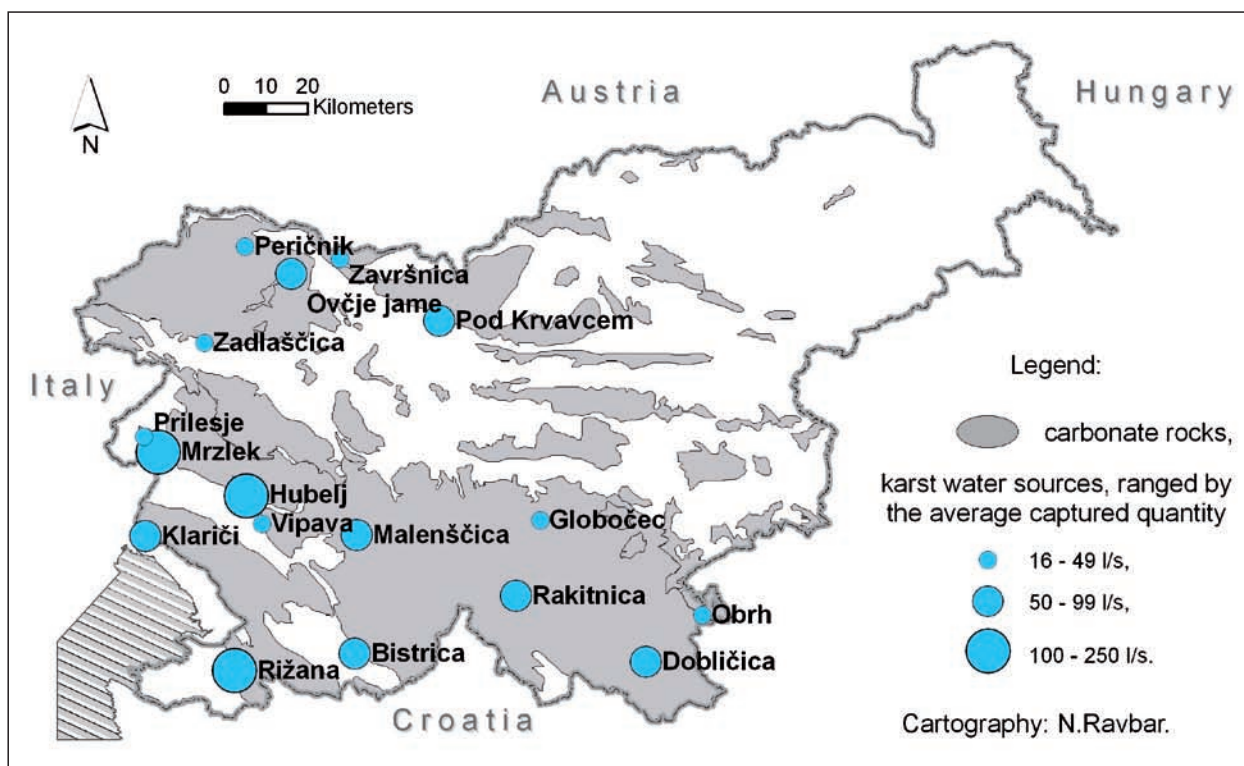 0 10 20
Kilometers
N
Austria
Hungary
Italy
Croatia
Peričnik
Završnica
Ovčje jame
Pod Krvavcem
Zadlaščica
Prilesje
Mrzlek
Hubelj
Vipava
Klariči
Malenščica
Globočec
Rakitnica
Obrh
Bistrica
Dobličica
Rižana
Legend:
carbonate rocks,
karst water sources, ranged by
the average captured quantity
16 - 49 l/s,
50 - 99 l/s,
100 - 250 l/s.
Cartography: N.Ravbar.